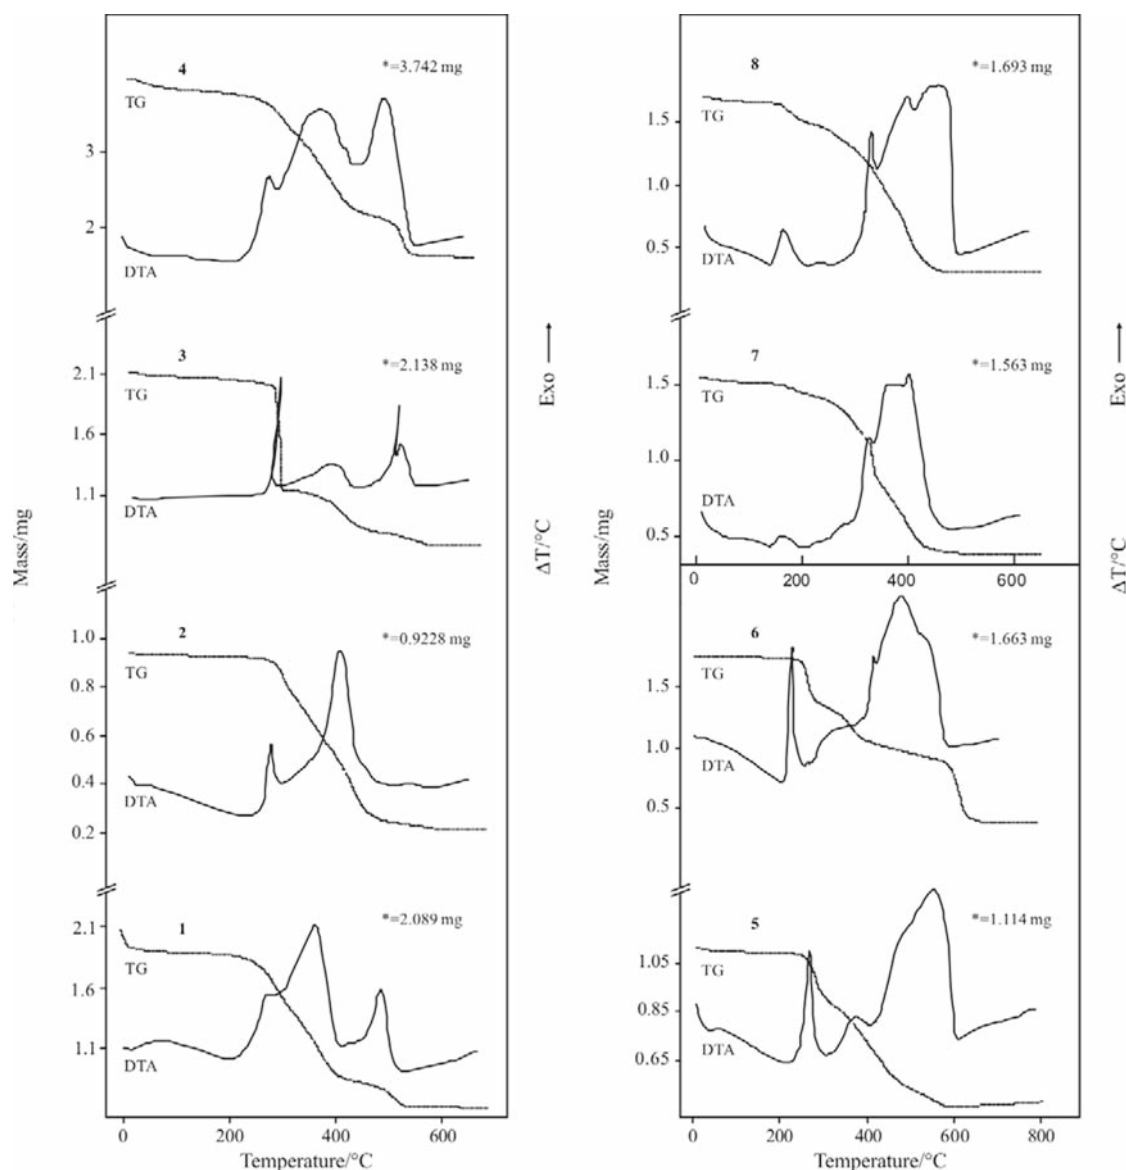 4
*=3.742 mg
TG
3
2
DTA
3
*=2.138 mg
2.1
TG
1.6
1.1
DTA
2
*=0.9228 mg
1.0
TG
0.8
0.6
0.4
DTA
0.2
1
*=2.089 mg
2.1
TG
1.6
1.1
DTA
0 200 400 600
Temperature/°C
Mass/mg
Exo
ΔT/°C
8
*=1.693 mg
1.5
TG
1.0
0.5
DTA
7
*=1.563 mg
1.5
TG
1.0
DTA
0.5
0 200 400 600
6
*=1.663 mg
1.5
TG
1.0
DTA
0.5
5
*=1.114 mg
1.05
TG
0.85
DTA
0.65
0 200 400 600 800
Temperature/°C
Mass/mg
Exo
ΔT/°C